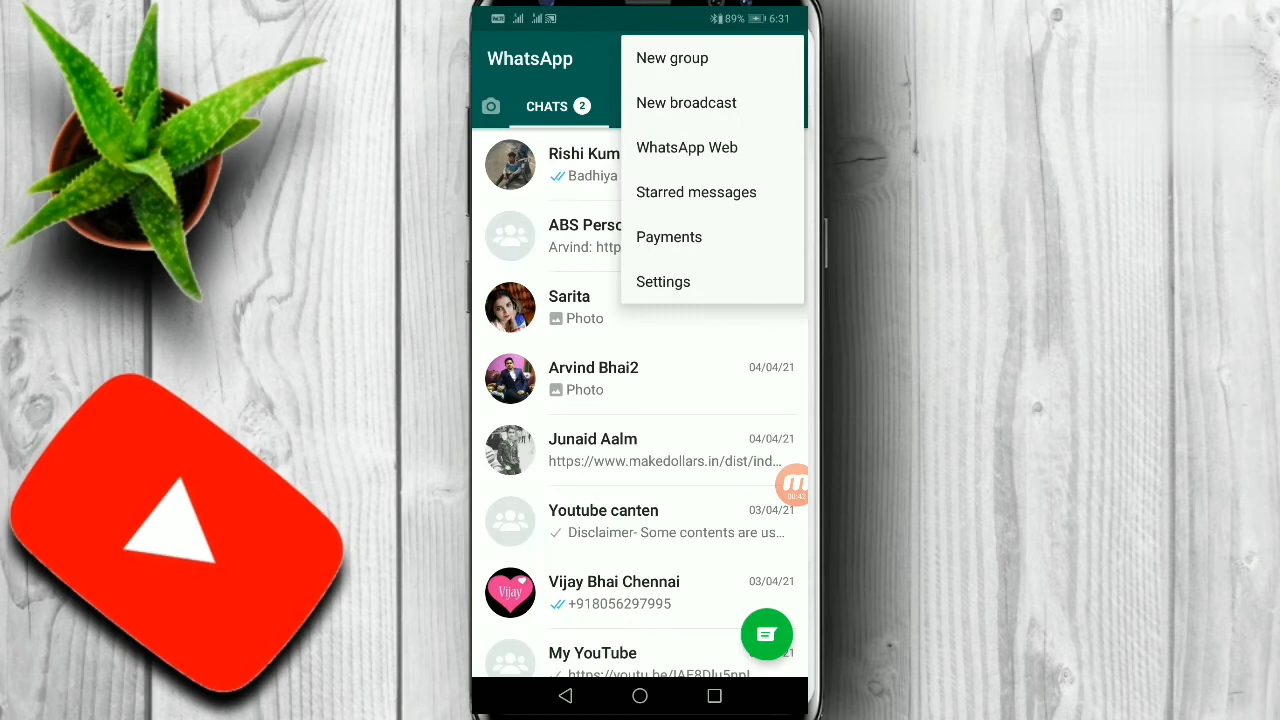 89% 6:31
WhatsApp
CHATS 2
New group
New broadcast
WhatsApp Web
Starred messages
Payments
Settings
Rishi Kum
Badhiya
ABS Perso
Arvind: http
Sarita
Photo
Arvind Bhai2 04/04/21
Photo
Junaid Aalm 04/04/21
https://www.makedollars.in/dist/ind...
00:42
Youtube canten 03/04/21
Disclaimer- Some contents are us...
Vijay
Vijay Bhai Chennai 03/04/21
+918056297995
My YouTube